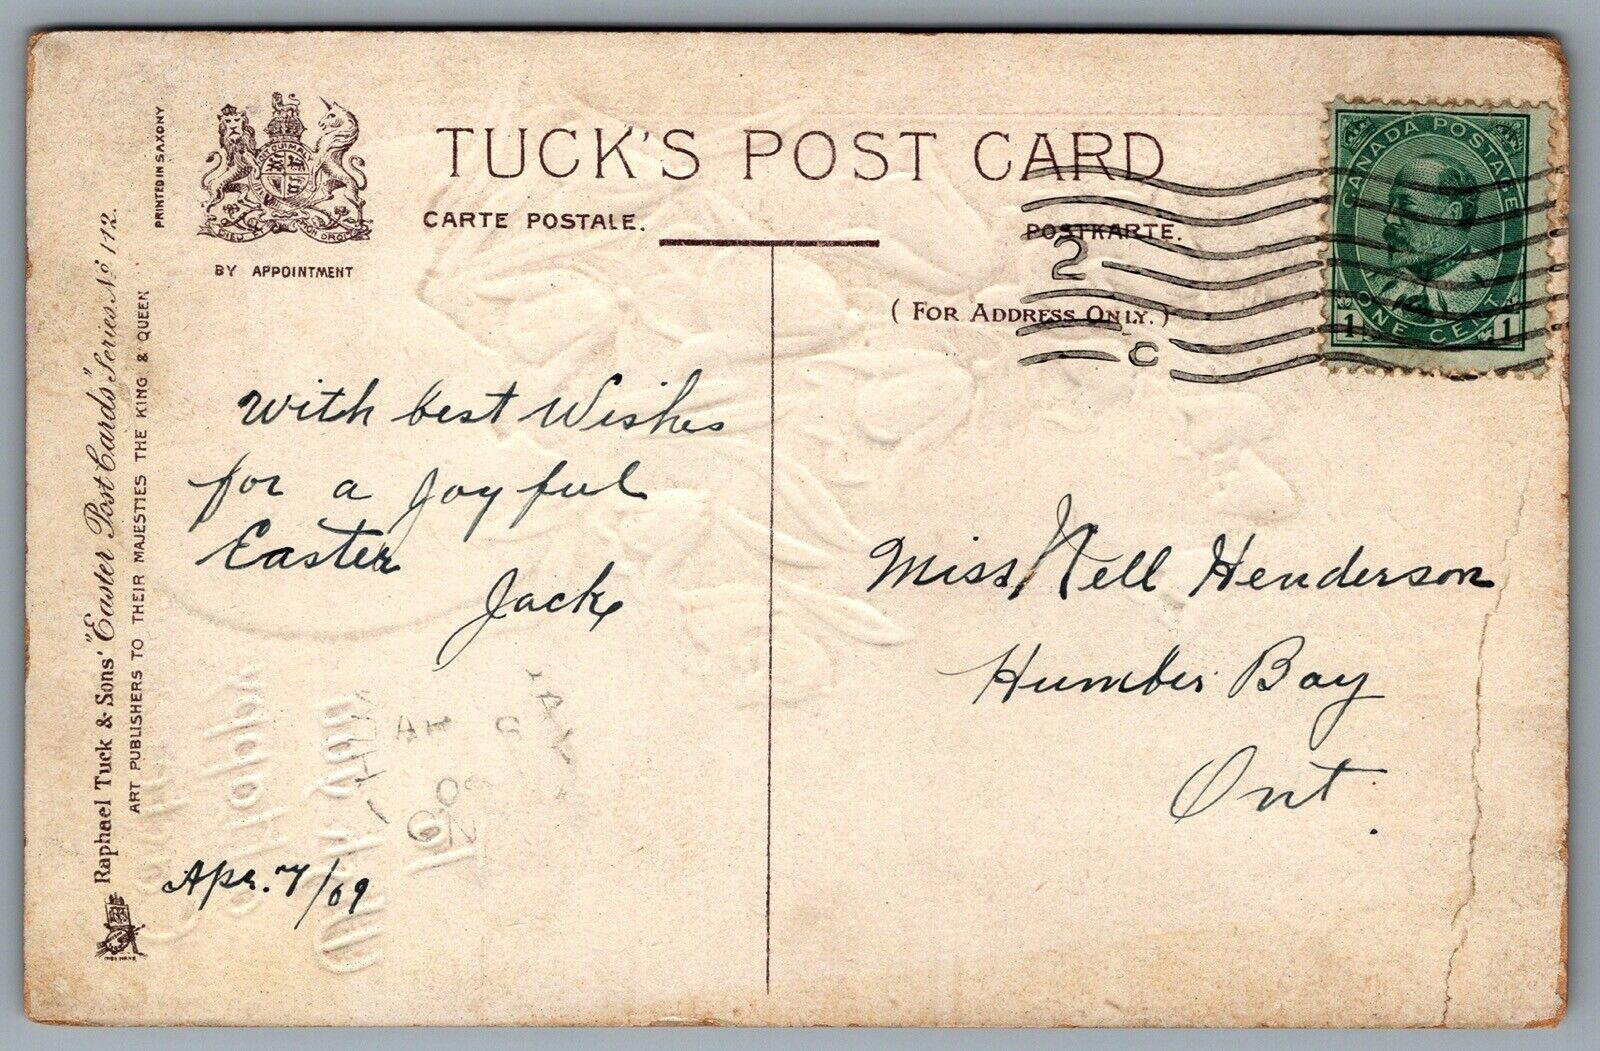 TUCK'S POST CARD
CARTE POSTALE.
POSTKARTE.
BY APPOINTMENT
(FOR ADDRESS ONLY.)
PRINTED IN SAXONY
Raphael Tuck & Sons' "Easter Post Cards" Series No 112.
ART PUBLISHERS TO THEIR MAJESTIES THE KING & QUEEN
CANADA POSTAGE
1 ONE CENT 1
2
C
With best Wishes
for a Joyful
Easter
Jack
Apr. 7/09
Miss Nell Henderson
Humber Bay
Ont.